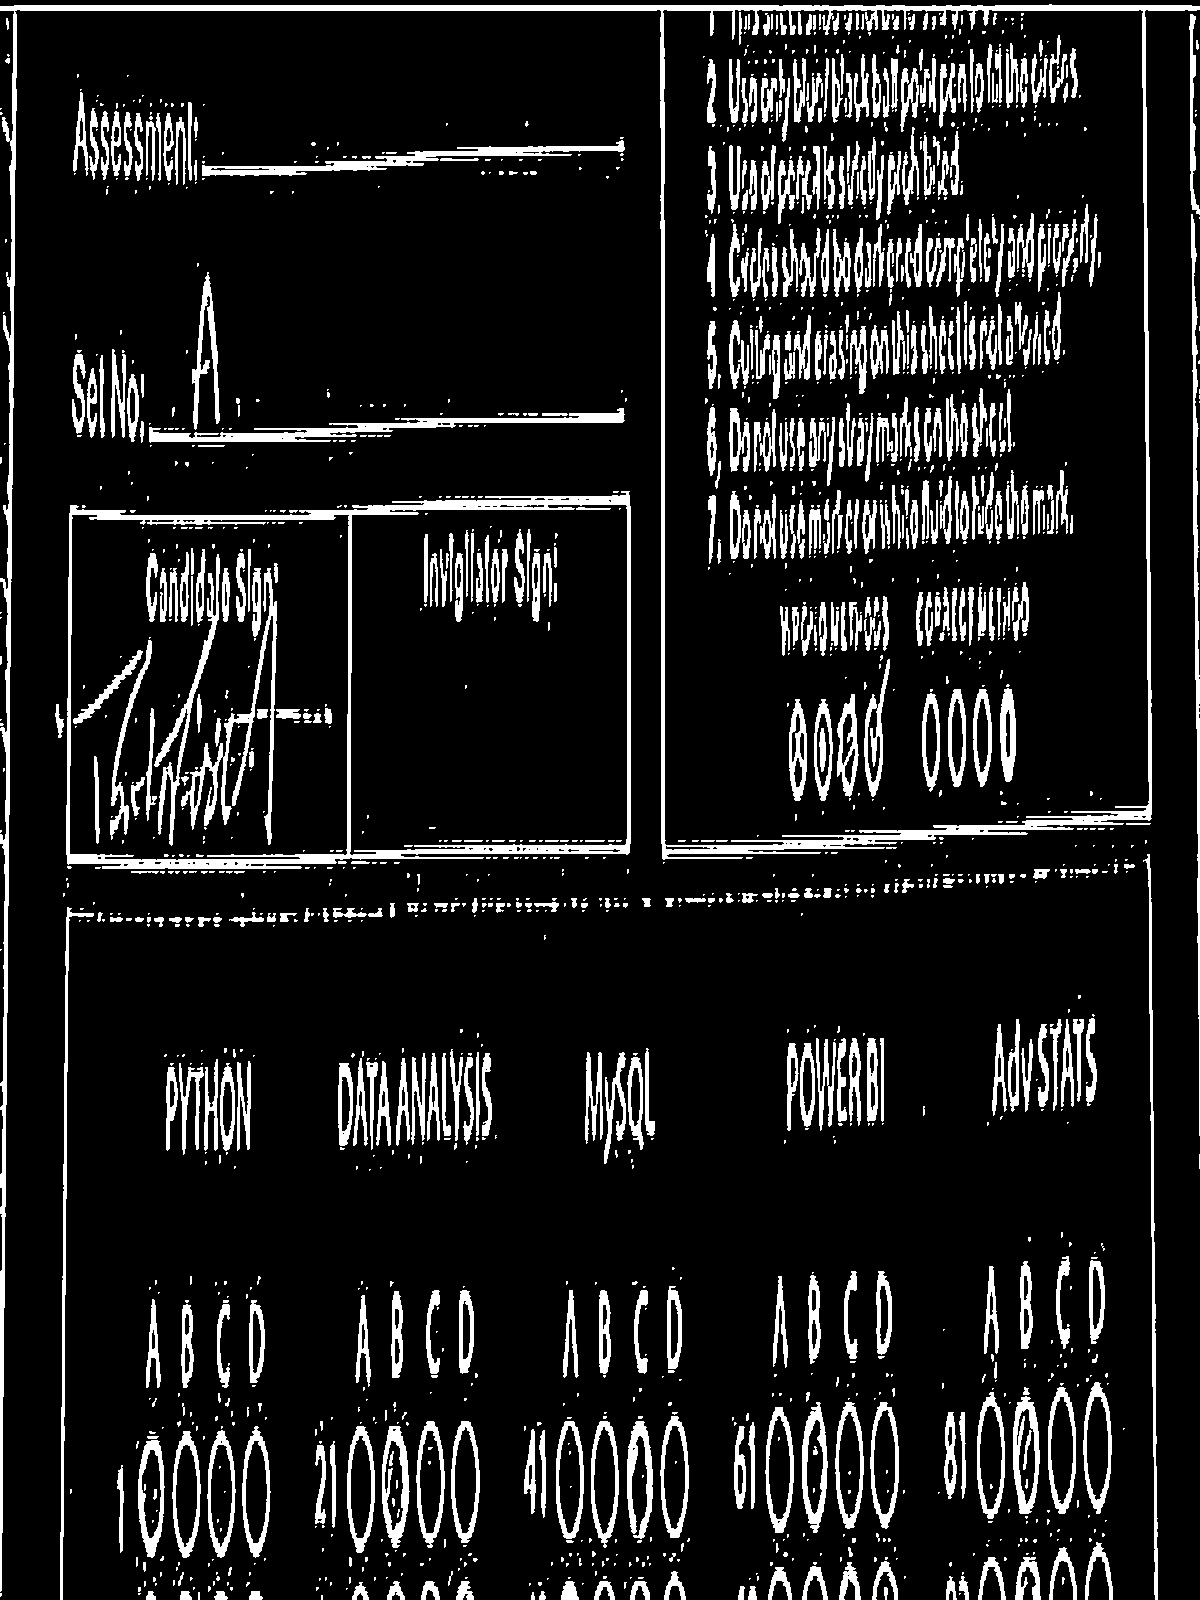 Assessment:
Set No: A
Candidate Sign:
Invigilator Sign:
2. Use only blue/ black ball point pen to fill the circles.
3. Use of pencil is strictly prohibited.
4. Circles should be darkened completely and properly.
5. Cutting and erasing on this sheet is not allowed.
6. Do not use any stray marks on the sheet.
7. Do not use marker or white fluid to hide the mark.
WRONG METHODS CORRECT METHOD
PYTHON DATA ANALYSIS MySQL POWER BI Adv STATS
A B C D A B C D A B C D A B C D A B C D
1 21 41 61 81